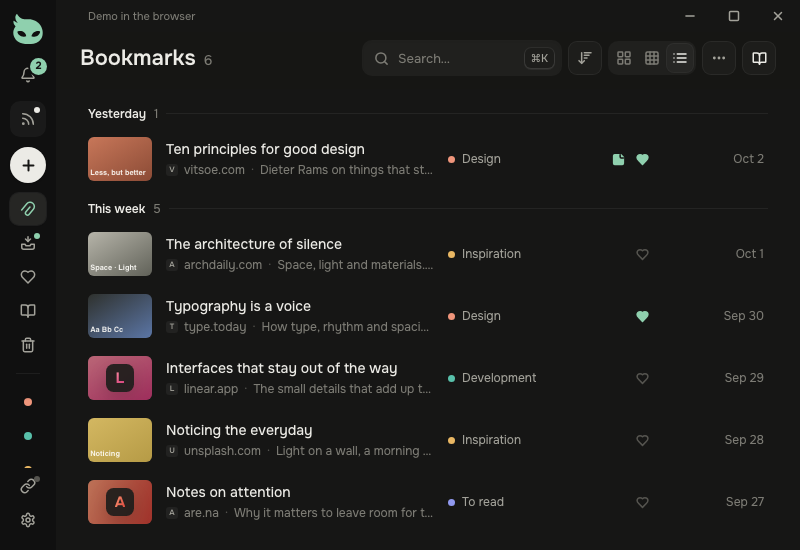 Demo in the browser
2
Bookmarks 6
Search... ⌘K
Yesterday 1
Less, but better
Ten principles for good design
V vitsoe.com · Dieter Rams on things that st...
Design
Oct 2
This week 5
Space · Light
The architecture of silence
A archdaily.com · Space, light and materials....
Inspiration
Oct 1
Aa Bb Cc
Typography is a voice
T type.today · How type, rhythm and spaci...
Design
Sep 30
L
Interfaces that stay out of the way
L linear.app · The small details that add up t...
Development
Sep 29
Noticing
Noticing the everyday
U unsplash.com · Light on a wall, a morning ...
Inspiration
Sep 28
A
Notes on attention
A are.na · Why it matters to leave room for t...
To read
Sep 27